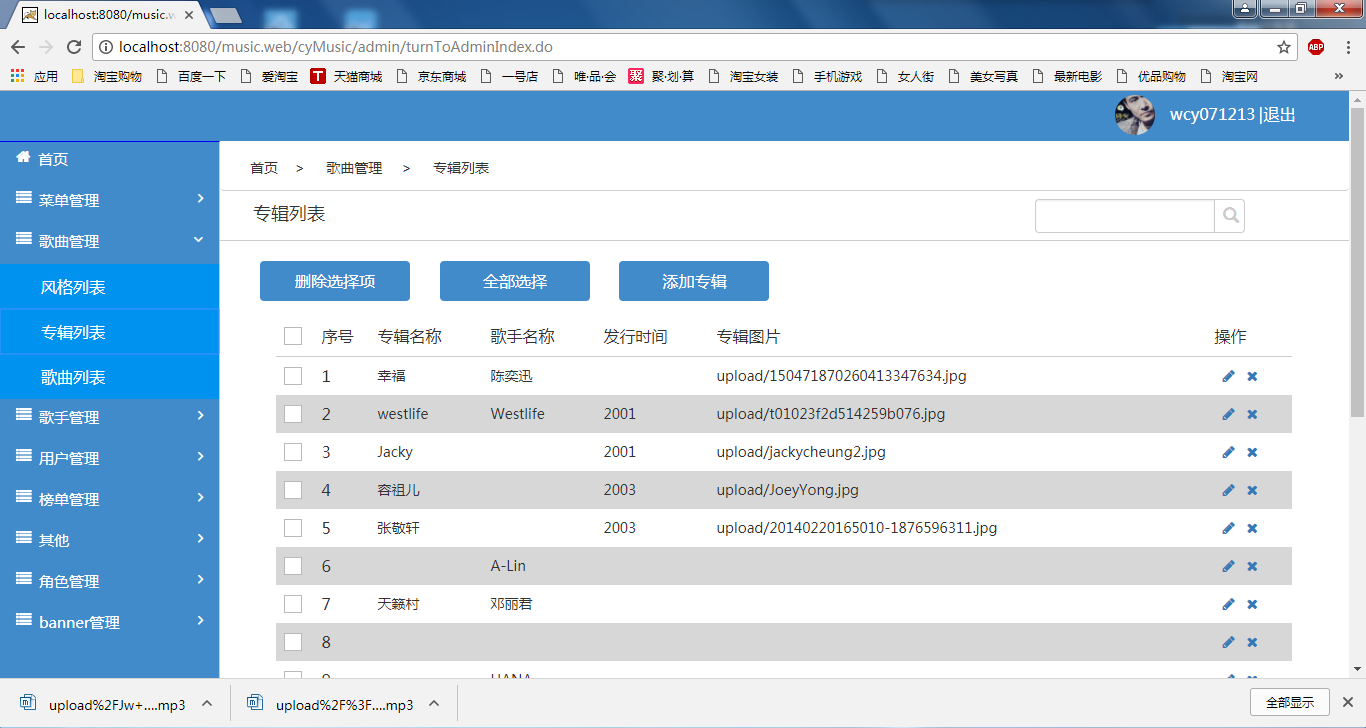 localhost:8080/music.w
localhost:8080/music.web/cyMusic/admin/turnToAdminIndex.do
ABP
应用 淘宝购物 百度一下 爱淘宝 T 天猫商城 京东商城 一号店 唯·品·会 聚 聚·划·算 淘宝女装 手机游戏 女人街 美女写真 最新电影 优品购物 淘宝网 »
wcy071213 |退出
首页
菜单管理
歌曲管理
风格列表
专辑列表
歌曲列表
歌手管理
用户管理
榜单管理
其他
角色管理
banner管理
首页 > 歌曲管理 > 专辑列表
专辑列表
删除选择项 全部选择 添加专辑
序号 专辑名称 歌手名称 发行时间 专辑图片 操作
1 幸福 陈奕迅 upload/150471870260413347634.jpg
2 westlife Westlife 2001 upload/t01023f2d514259b076.jpg
3 Jacky 2001 upload/jackycheung2.jpg
4 容祖儿 2003 upload/JoeyYong.jpg
5 张敬轩 2003 upload/20140220165010-1876596311.jpg
6 A-Lin
7 天籁村 邓丽君
8
9 HANA
upload%2FJw+....mp3 upload%2F%3F....mp3 全部显示